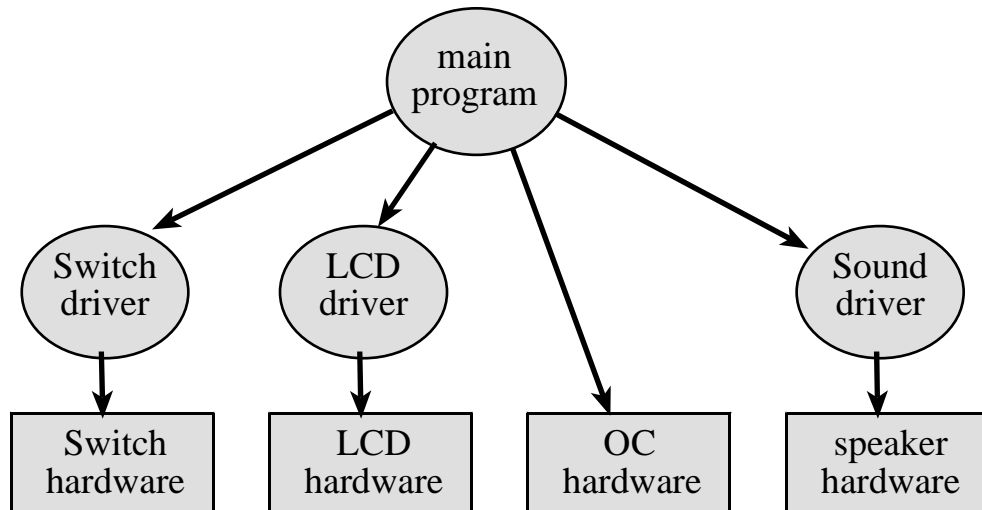 main
program
Switch
driver
LCD
driver
Sound
driver
Switch
hardware
LCD
hardware
OC
hardware
speaker
hardware